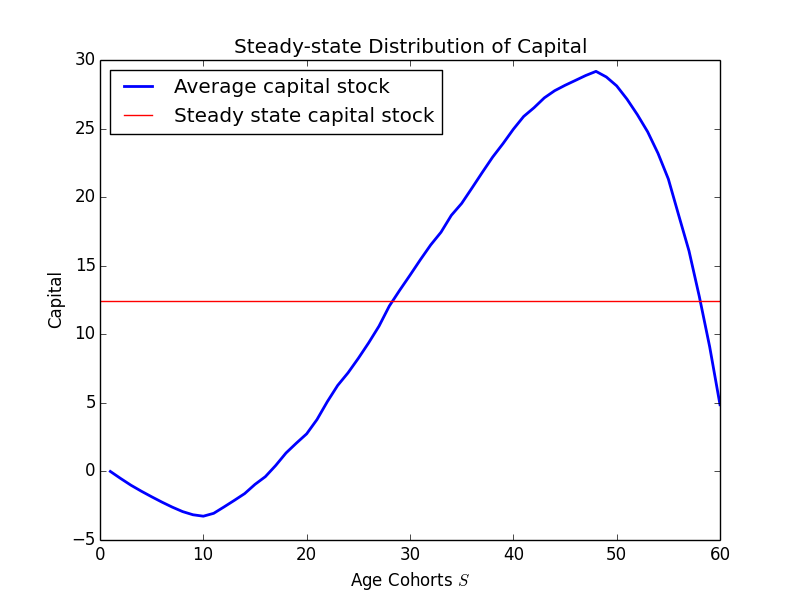 Steady-state Distribution of Capital
30
25
20
15
10
5
0
−5
Capital
Average capital stock
Steady state capital stock
0 10 20 30 40 50 60
Age Cohorts S